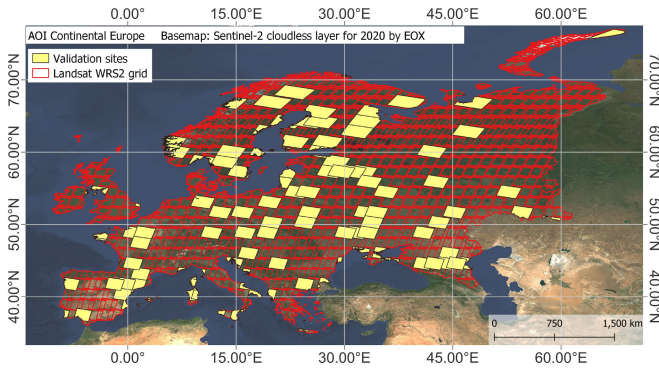 0.00° 15.00°E 30.00°E 45.00°E 60.00°E
AOI Continental Europe Basemap: Sentinel-2 cloudless layer for 2020 by EOX
Validation sites
Landsat WRS2 grid
70.00°N 70.00°N
60.00°N 60.00°N
50.00°N 50.00°N
40.00°N 40.00°N
0 750 1,500 km
0.00° 15.00°E 30.00°E 45.00°E 60.00°E